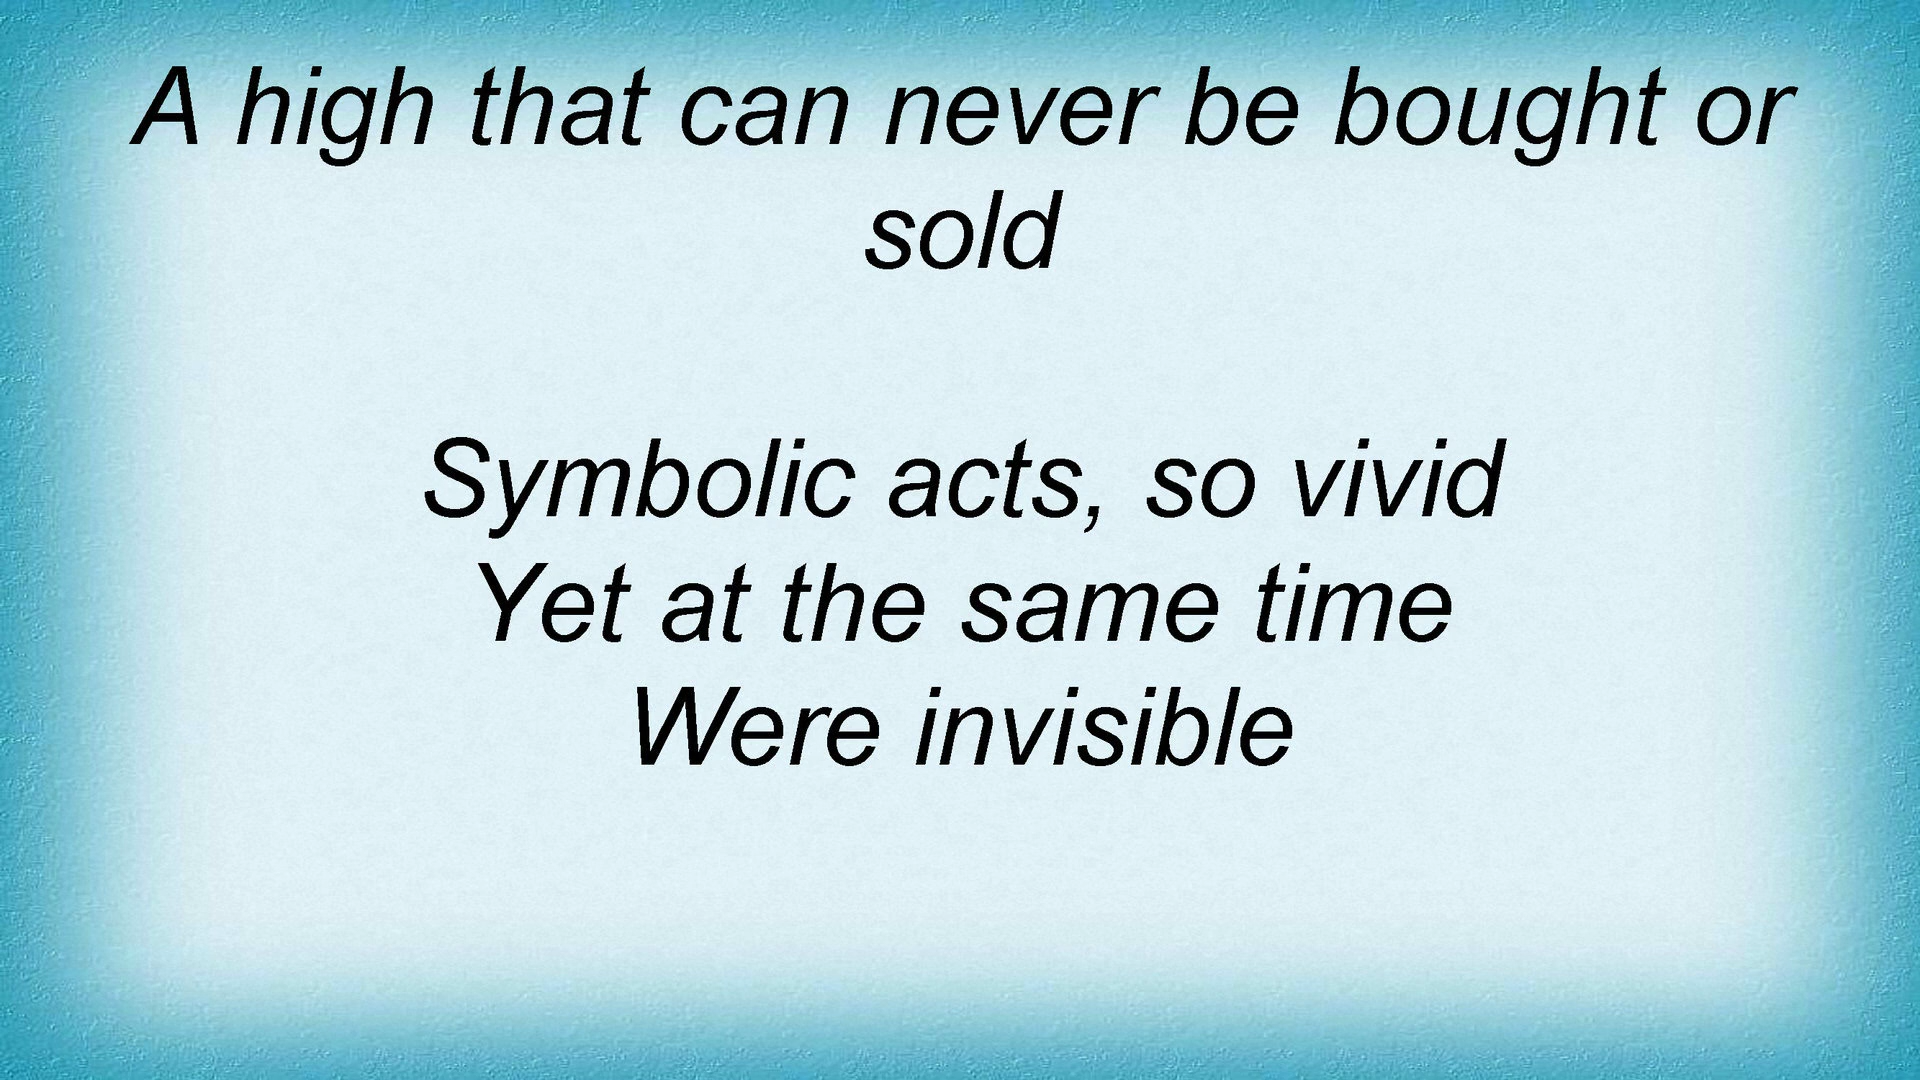 A high that can never be bought or
sold
Symbolic acts, so vivid
Yet at the same time
Were invisible